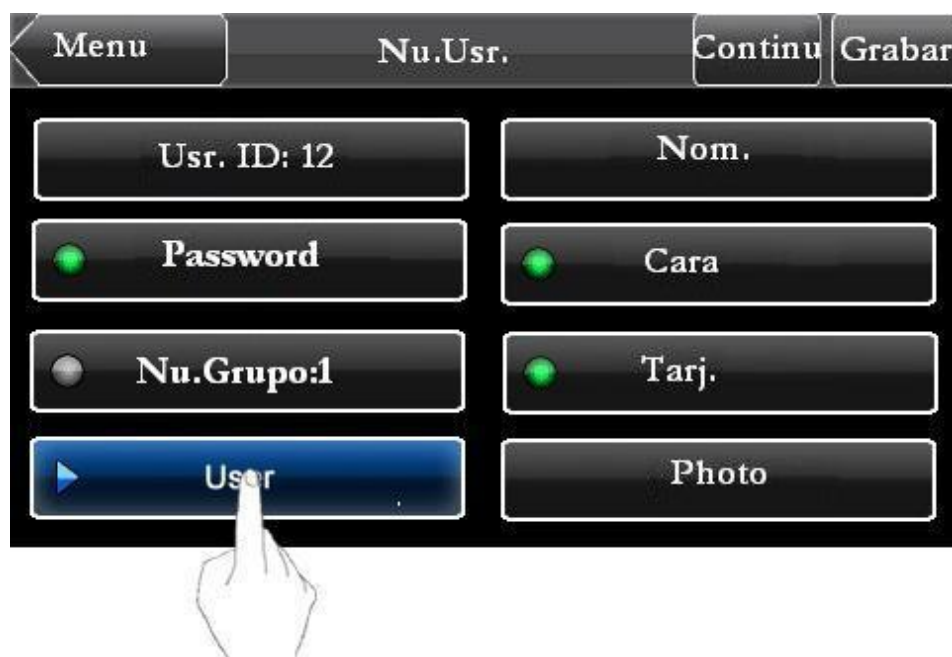 Menu
Nu.Usr.
Continu
Grabar
Usr. ID: 12
Nom.
Password
Cara
Nu.Grupo:1
Tarj.
User
Photo